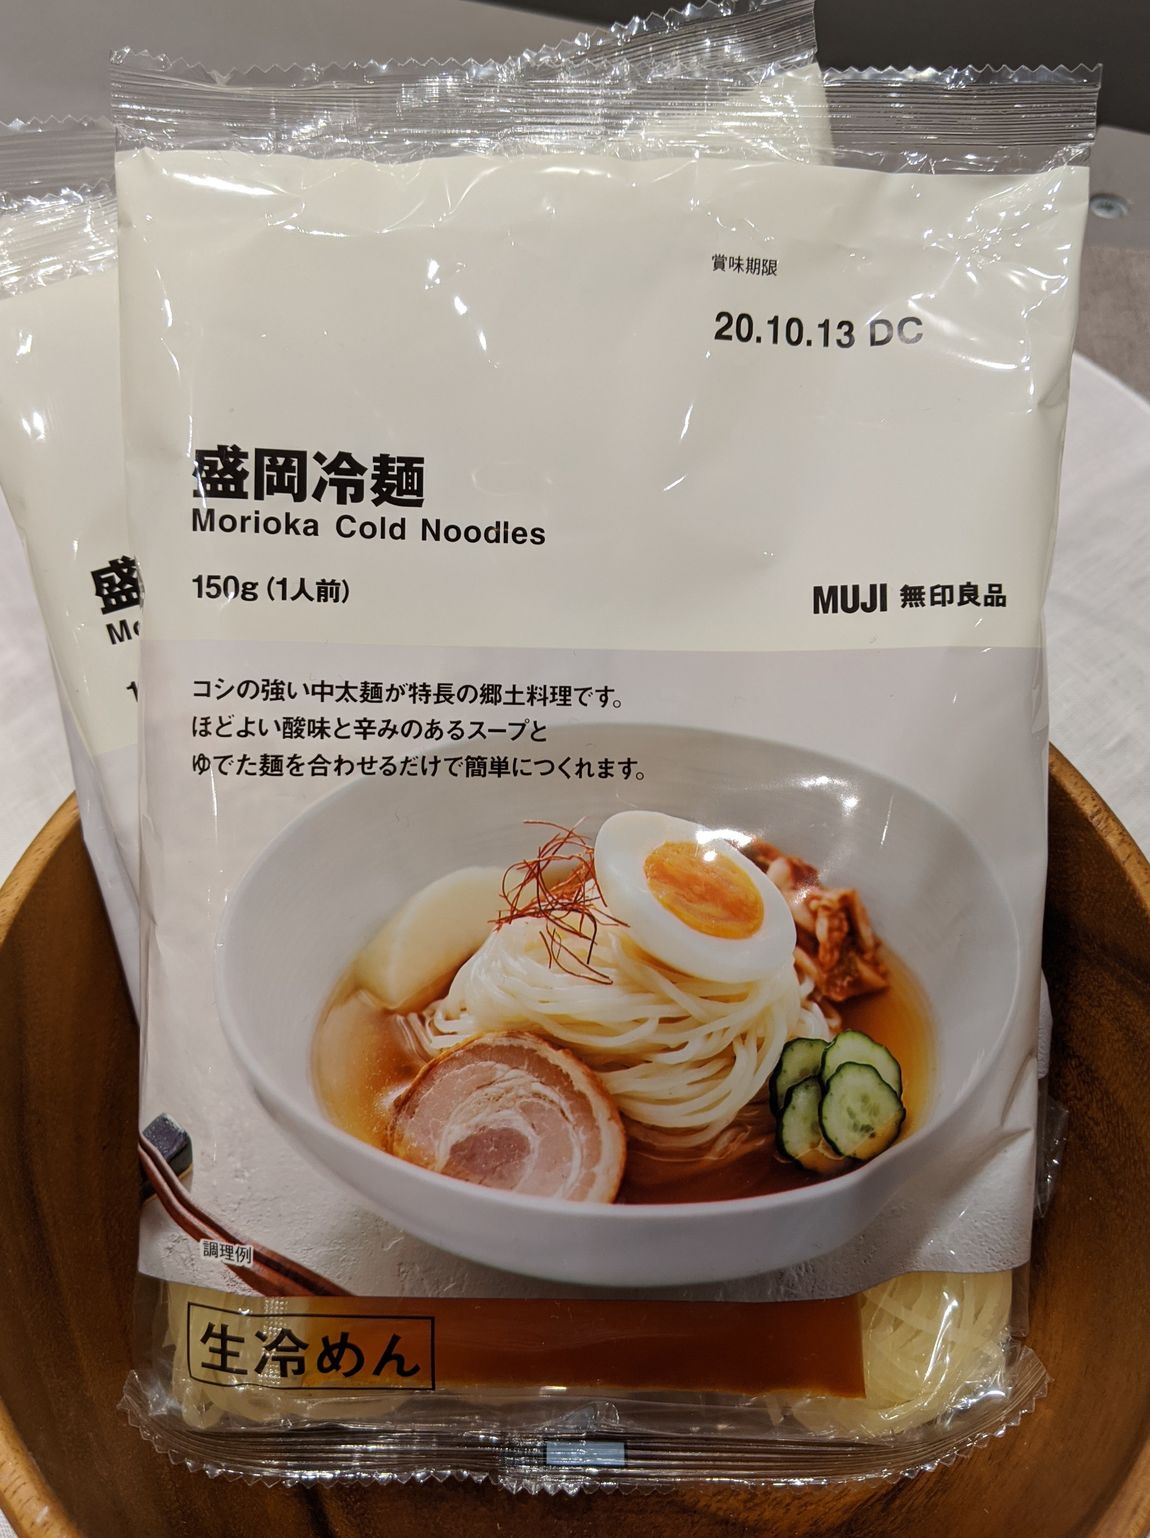 賞味期限
20.10.13 DC
盛岡冷麺
Morioka Cold Noodles
150g (1人前)
MUJI 無印良品
コシの強い中太麺が特長の郷土料理です。
ほどよい酸味と辛みのあるスープと
ゆでた麺を合わせるだけで簡単につくれます。
調理例
生冷めん
盛
Mo
1